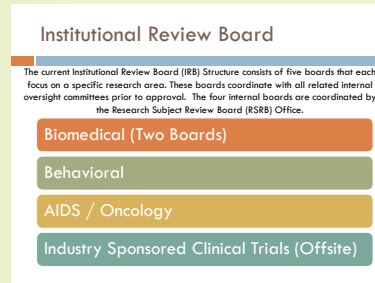 Institutional Review Board
The current Institutional Review Board (IRB) Structure consists of five boards that each
focus on a specific research area. These boards coordinate with all related internal
oversight committees prior to approval. The four internal boards are coordinated by
the Research Subject Review Board (RSRB) Office.
Biomedical (Two Boards)
Behavioral
AIDS / Oncology
Industry Sponsored Clinical Trials (Offsite)